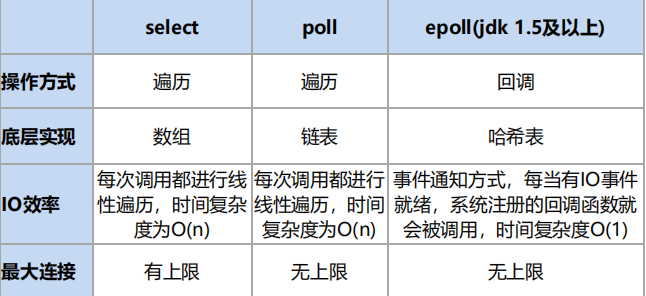 select poll epoll(jdk 1.5及以上)
操作方式 遍历 遍历 回调
底层实现 数组 链表 哈希表
IO效率
每次调用都进行线
性遍历，时间复杂
度为O(n)
每次调用都进行
线性遍历，时间
复杂度为O(n)
事件通知方式，每当有IO事件
就绪，系统注册的回调函数就
会被调用，时间复杂度O(1)
最大连接 有上限 无上限 无上限